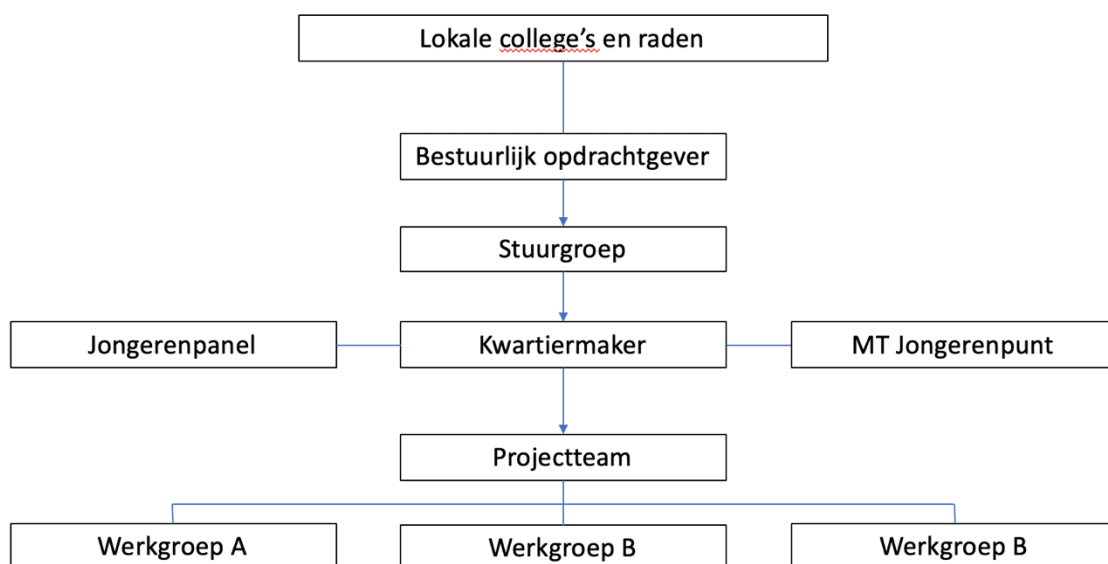 Lokale college’s en raden
Bestuurlijk opdrachtgever
Stuurgroep
Jongerenpanel
Kwartiermaker
MT Jongerenpunt
Projectteam
Werkgroep A
Werkgroep B
Werkgroep B